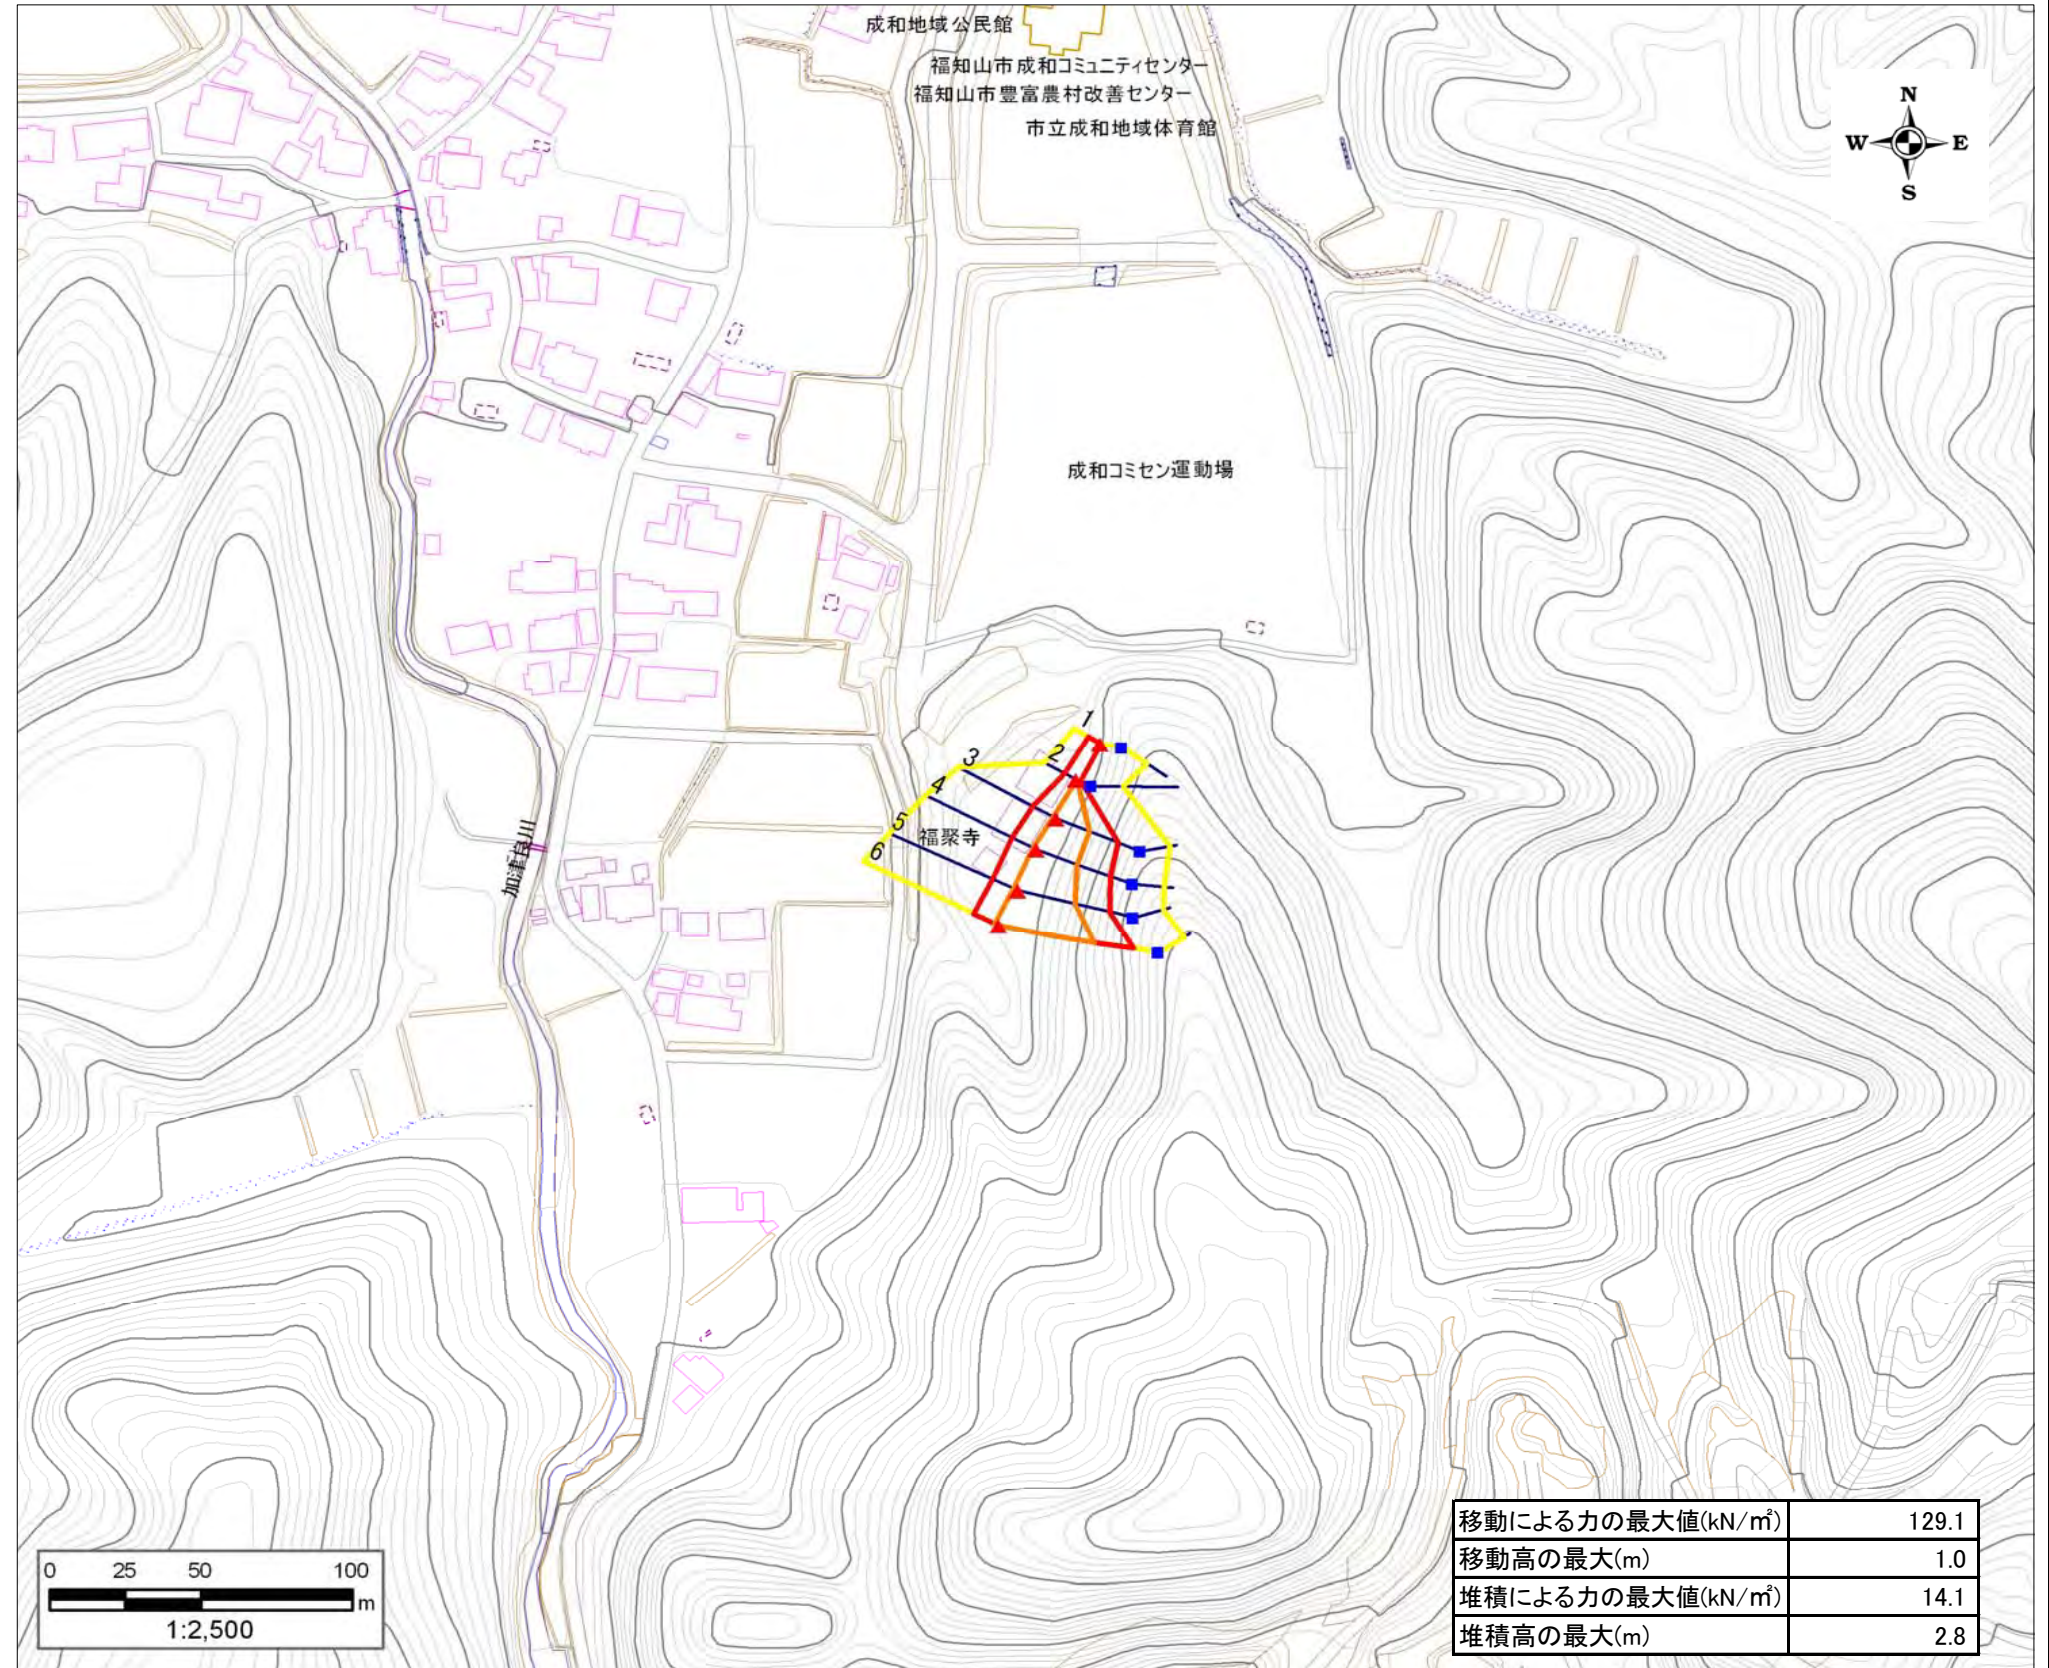 成和地域公民館
福知山市成和コミュニティセンター
福知山市豊富農村改善センター
市立成和地域体育館
N
W E
S
成和コミセン運動場
1
2
3
4
5
6
福聚寺
加津良川
0 25 50 100
m
1:2,500
移動による力の最大値(kN/㎡) 129.1
移動高の最大(m) 1.0
堆積による力の最大値(kN/㎡) 14.1
堆積高の最大(m) 2.8